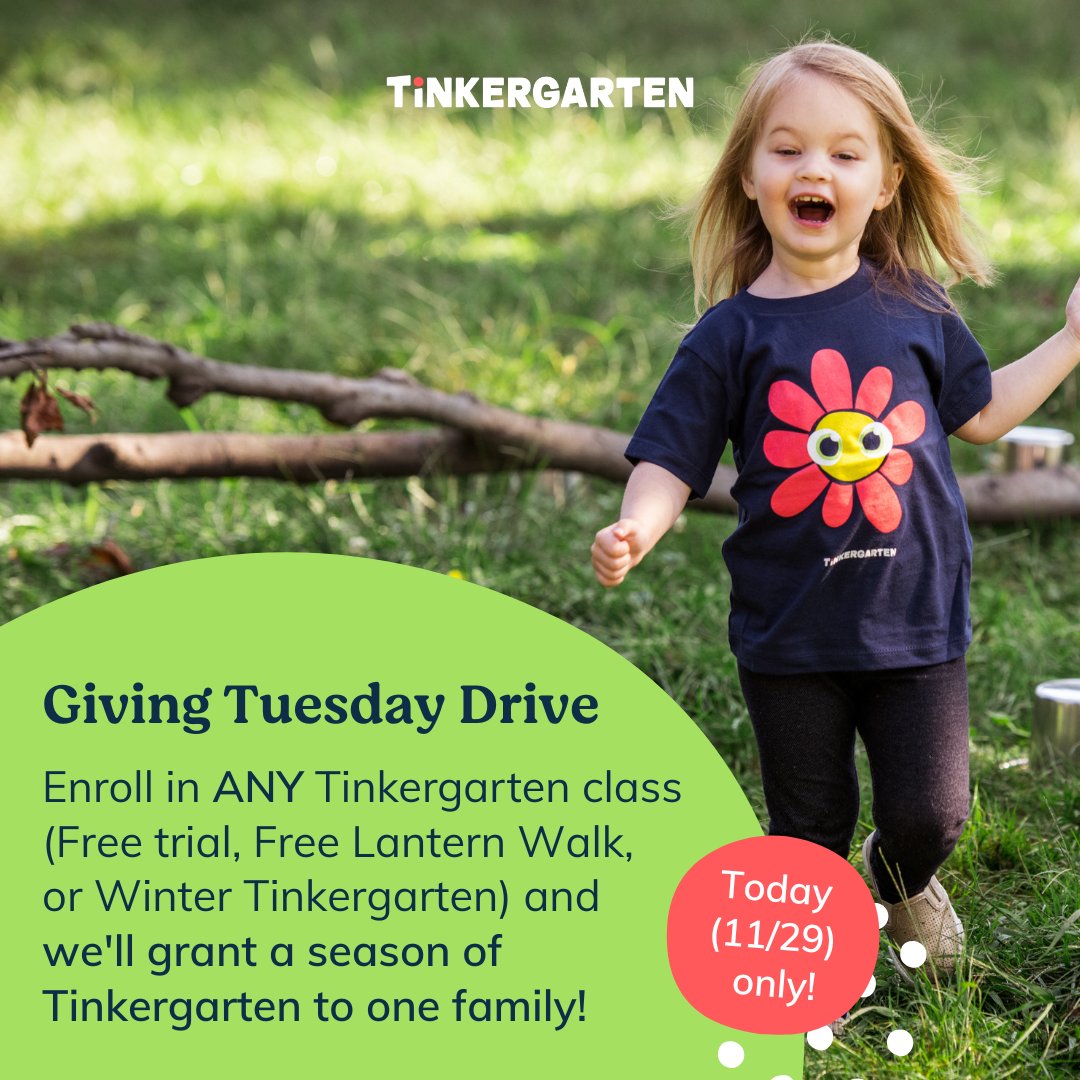 TiNKERGARTEN
TiNKERGARTEN
Giving Tuesday Drive
Enroll in ANY Tinkergarten class
(Free trial, Free Lantern Walk,
or Winter Tinkergarten) and
we'll grant a season of
Tinkergarten to one family!
Today
(11/29)
only!